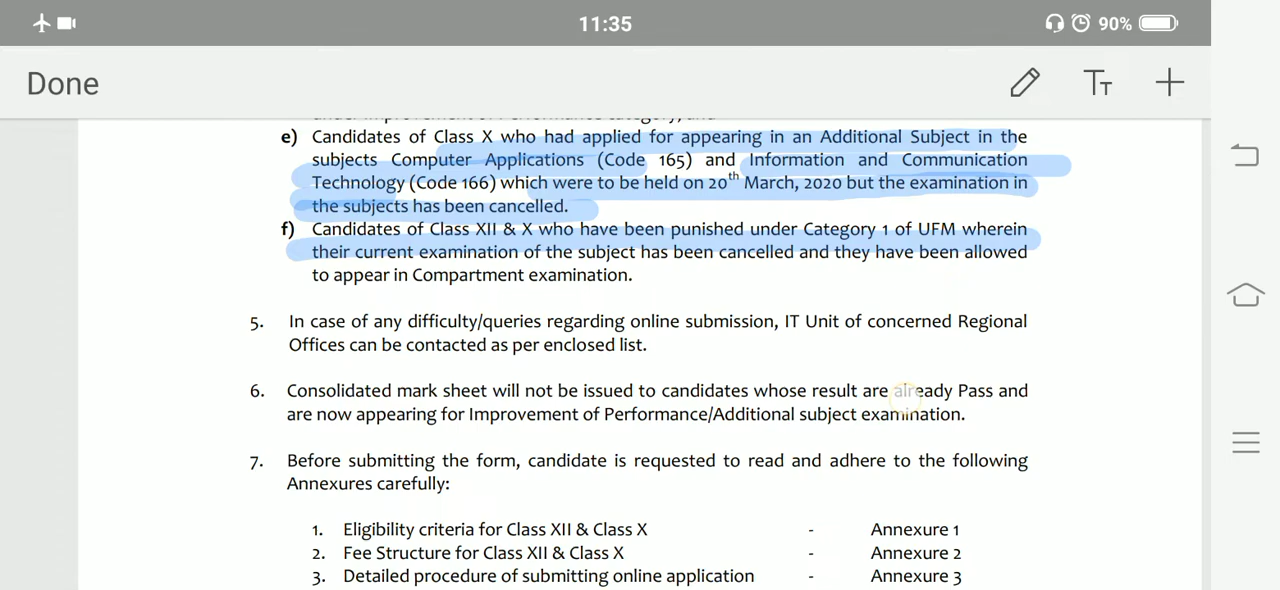 11:35
90%
Done
TT
under Improvement of Performance category, and
e) Candidates of Class X who had applied for appearing in an Additional Subject in the
subjects Computer Applications (Code 165) and Information and Communication
Technology (Code 166) which were to be held on 20th March, 2020 but the examination in
the subjects has been cancelled.
f) Candidates of Class XII & X who have been punished under Category 1 of UFM wherein
their current examination of the subject has been cancelled and they have been allowed
to appear in Compartment examination.
5. In case of any difficulty/queries regarding online submission, IT Unit of concerned Regional
Offices can be contacted as per enclosed list.
6. Consolidated mark sheet will not be issued to candidates whose result are already Pass and
are now appearing for Improvement of Performance/Additional subject examination.
7. Before submitting the form, candidate is requested to read and adhere to the following
Annexures carefully:
1. Eligibility criteria for Class XII & Class X - Annexure 1
2. Fee Structure for Class XII & Class X - Annexure 2
3. Detailed procedure of submitting online application - Annexure 3